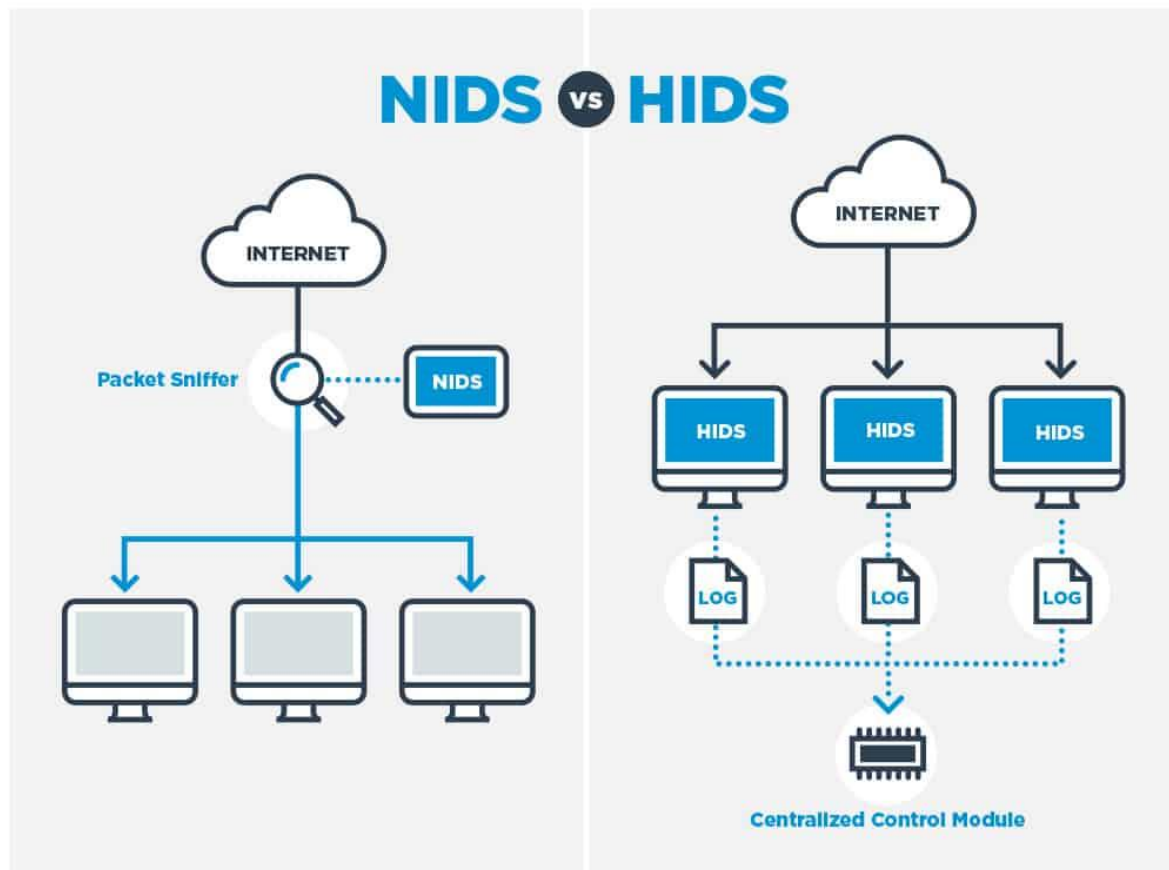 NIDS vs HIDS
INTERNET
Packet Sniffer
NIDS
INTERNET
HIDS
HIDS
HIDS
LOG
LOG
LOG
Centralized Control Module